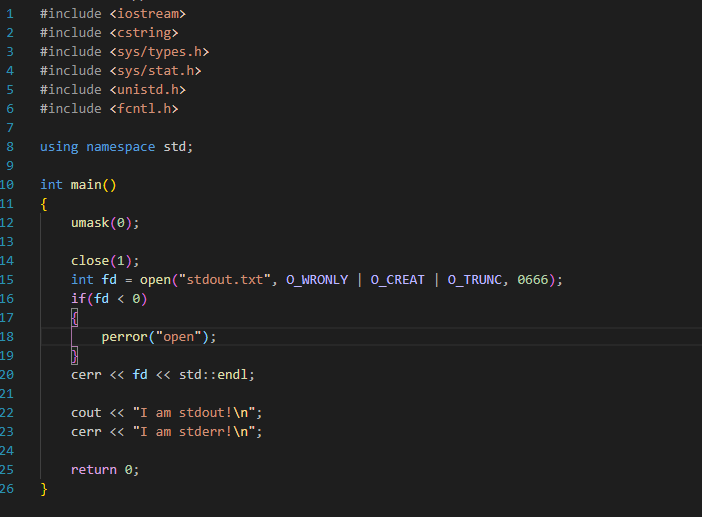 1 #include <iostream>
2 #include <cstring>
3 #include <sys/types.h>
4 #include <sys/stat.h>
5 #include <unistd.h>
6 #include <fcntl.h>
7
8 using namespace std;
9
10 int main()
11 {
12 umask(0);
13
14 close(1);
15 int fd = open("stdout.txt", O_WRONLY | O_CREAT | O_TRUNC, 0666);
16 if(fd < 0)
17 {
18 perror("open");
19 }
20 cerr << fd << std::endl;
21
22 cout << "I am stdout!\n";
23 cerr << "I am stderr!\n";
24
25 return 0;
26 }